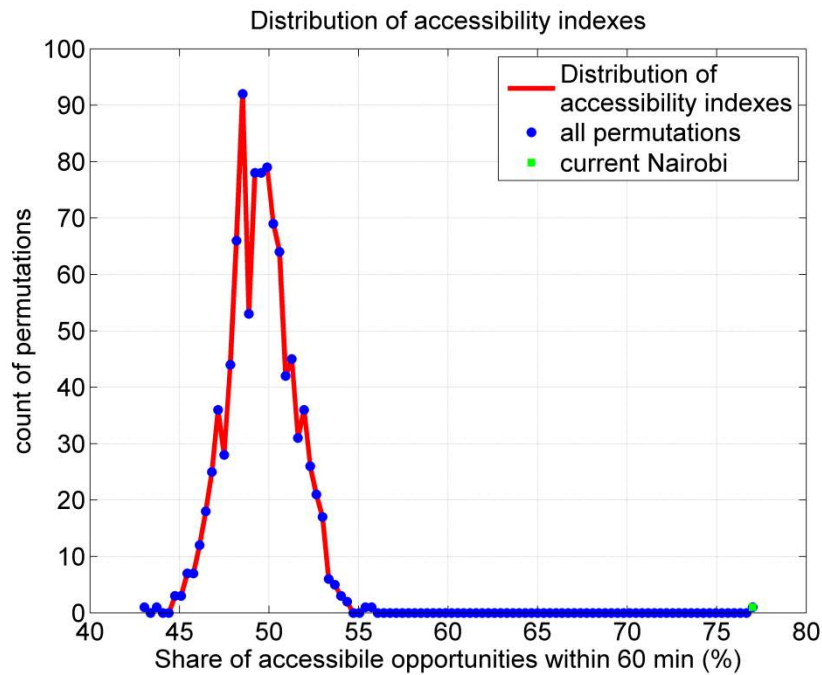 Distribution of accessibility indexes
100
90
80
70
60
50
40
30
20
10
0
count of permutations
Distribution of
accessibility indexes
all permutations
current Nairobi
40 45 50 55 60 65 70 75 80
Share of accessibile opportunities within 60 min (%)